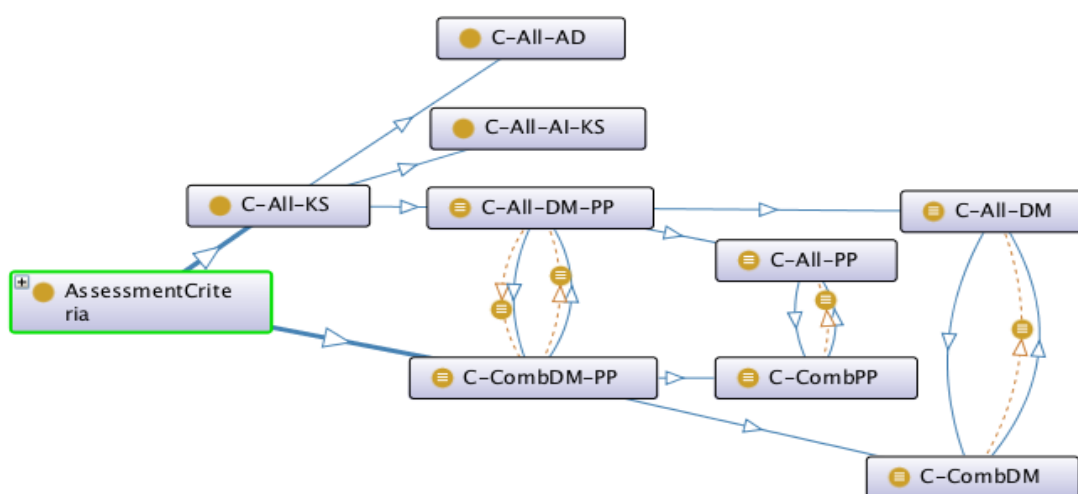 C-All-AD
C-All-AI-KS
C-All-KS
C-All-DM-PP
C-All-DM
C-All-PP
AssessmentCrite
ria
C-CombDM-PP
C-CombPP
C-CombDM